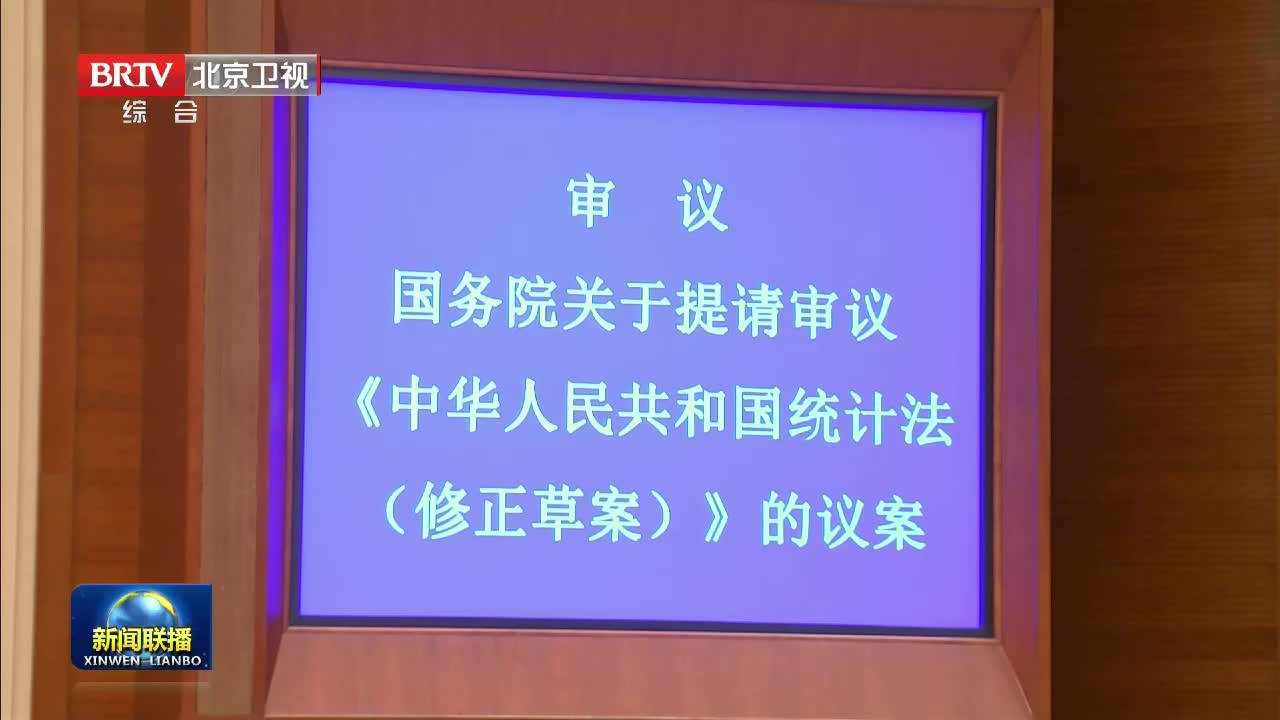 BRTV 北京卫视
综合
审 议
国务院关于提请审议
《中华人民共和国统计法
（修正草案）》的议案
新闻联播
XINWEN LIANBO